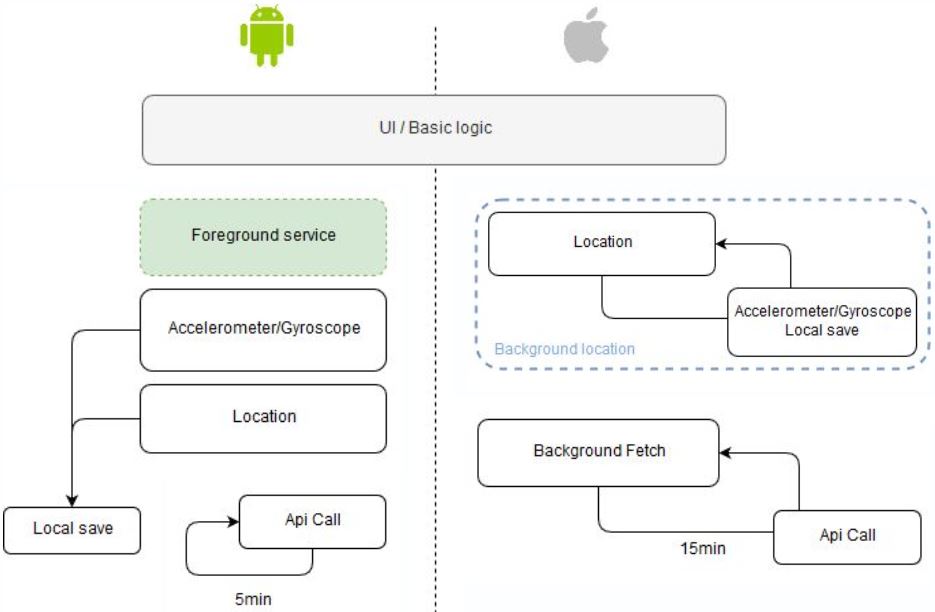 UI / Basic logic
Foreground service
Accelerometer/Gyroscope
Location
Local save
Api Call
5min
Location
Accelerometer/Gyroscope
Local save
Background location
Background Fetch
Api Call
15min